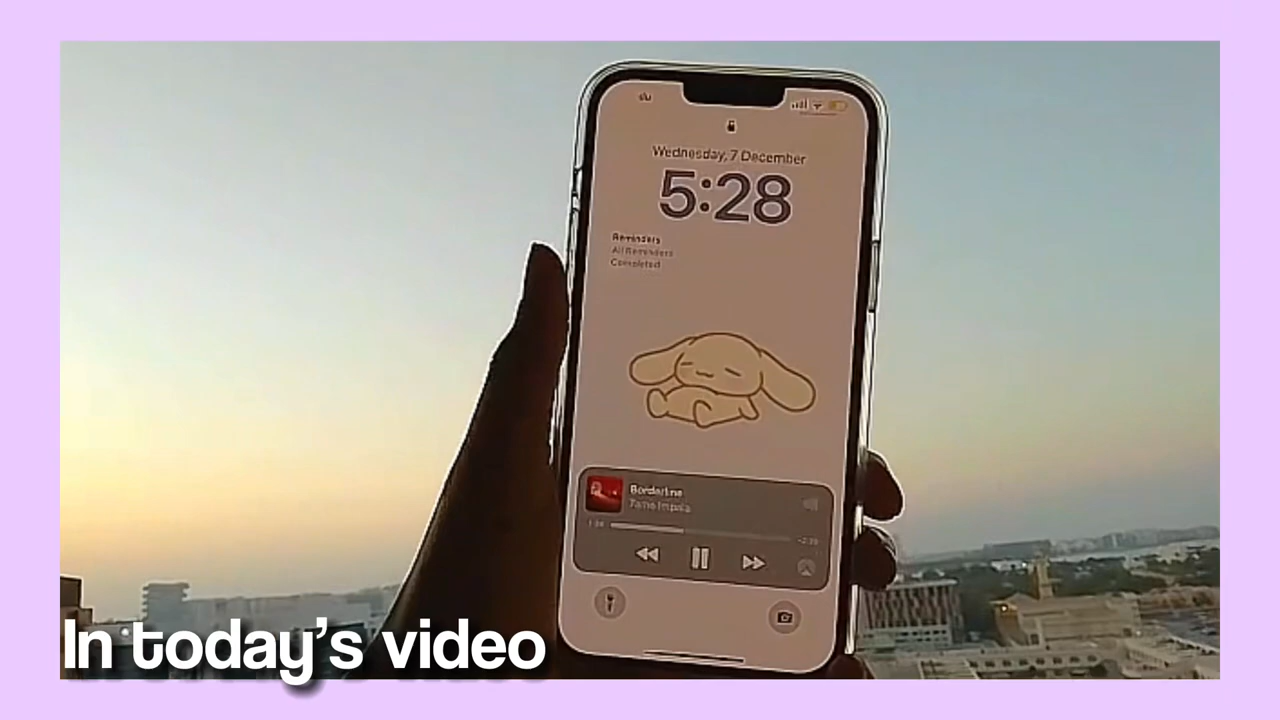 Wednesday, 7 December
5:28
Reminders
All Reminders
Completed
Borderline
Tame Impala
In today's video